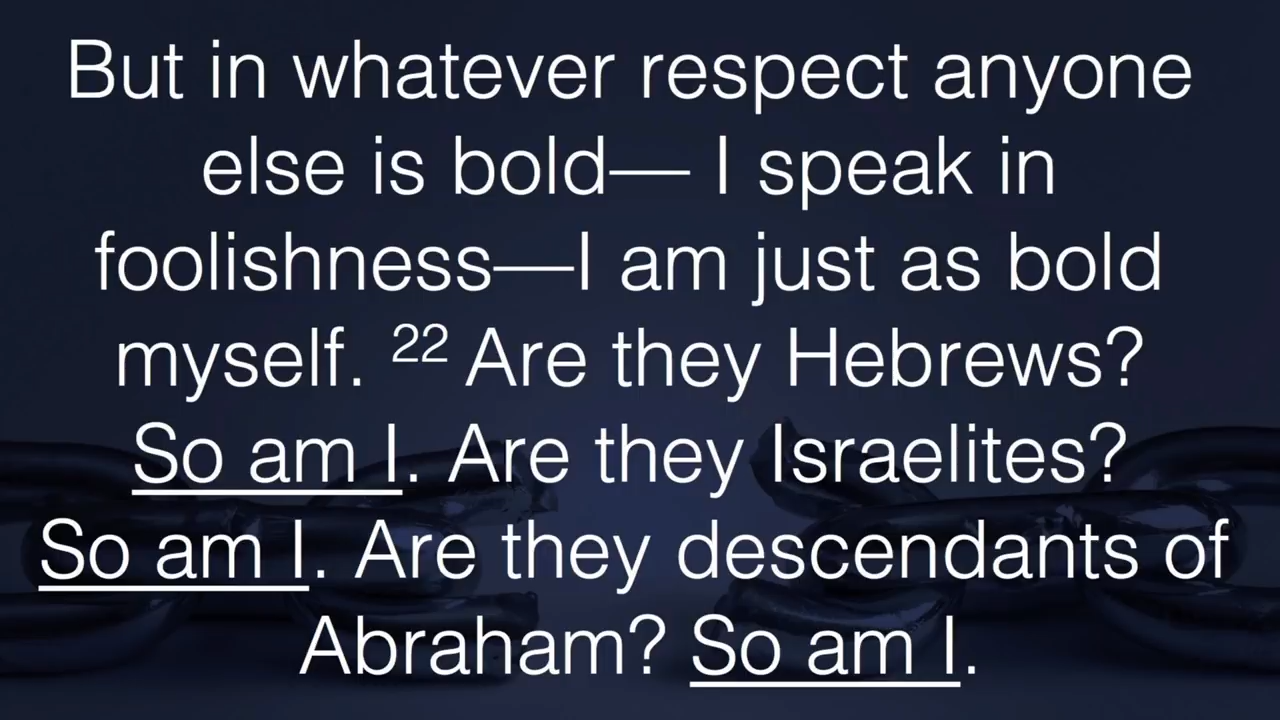 But in whatever respect anyone
else is bold— I speak in
foolishness—I am just as bold
myself. ²² Are they Hebrews?
So am I. Are they Israelites?
So am I. Are they descendants of
Abraham? So am I.